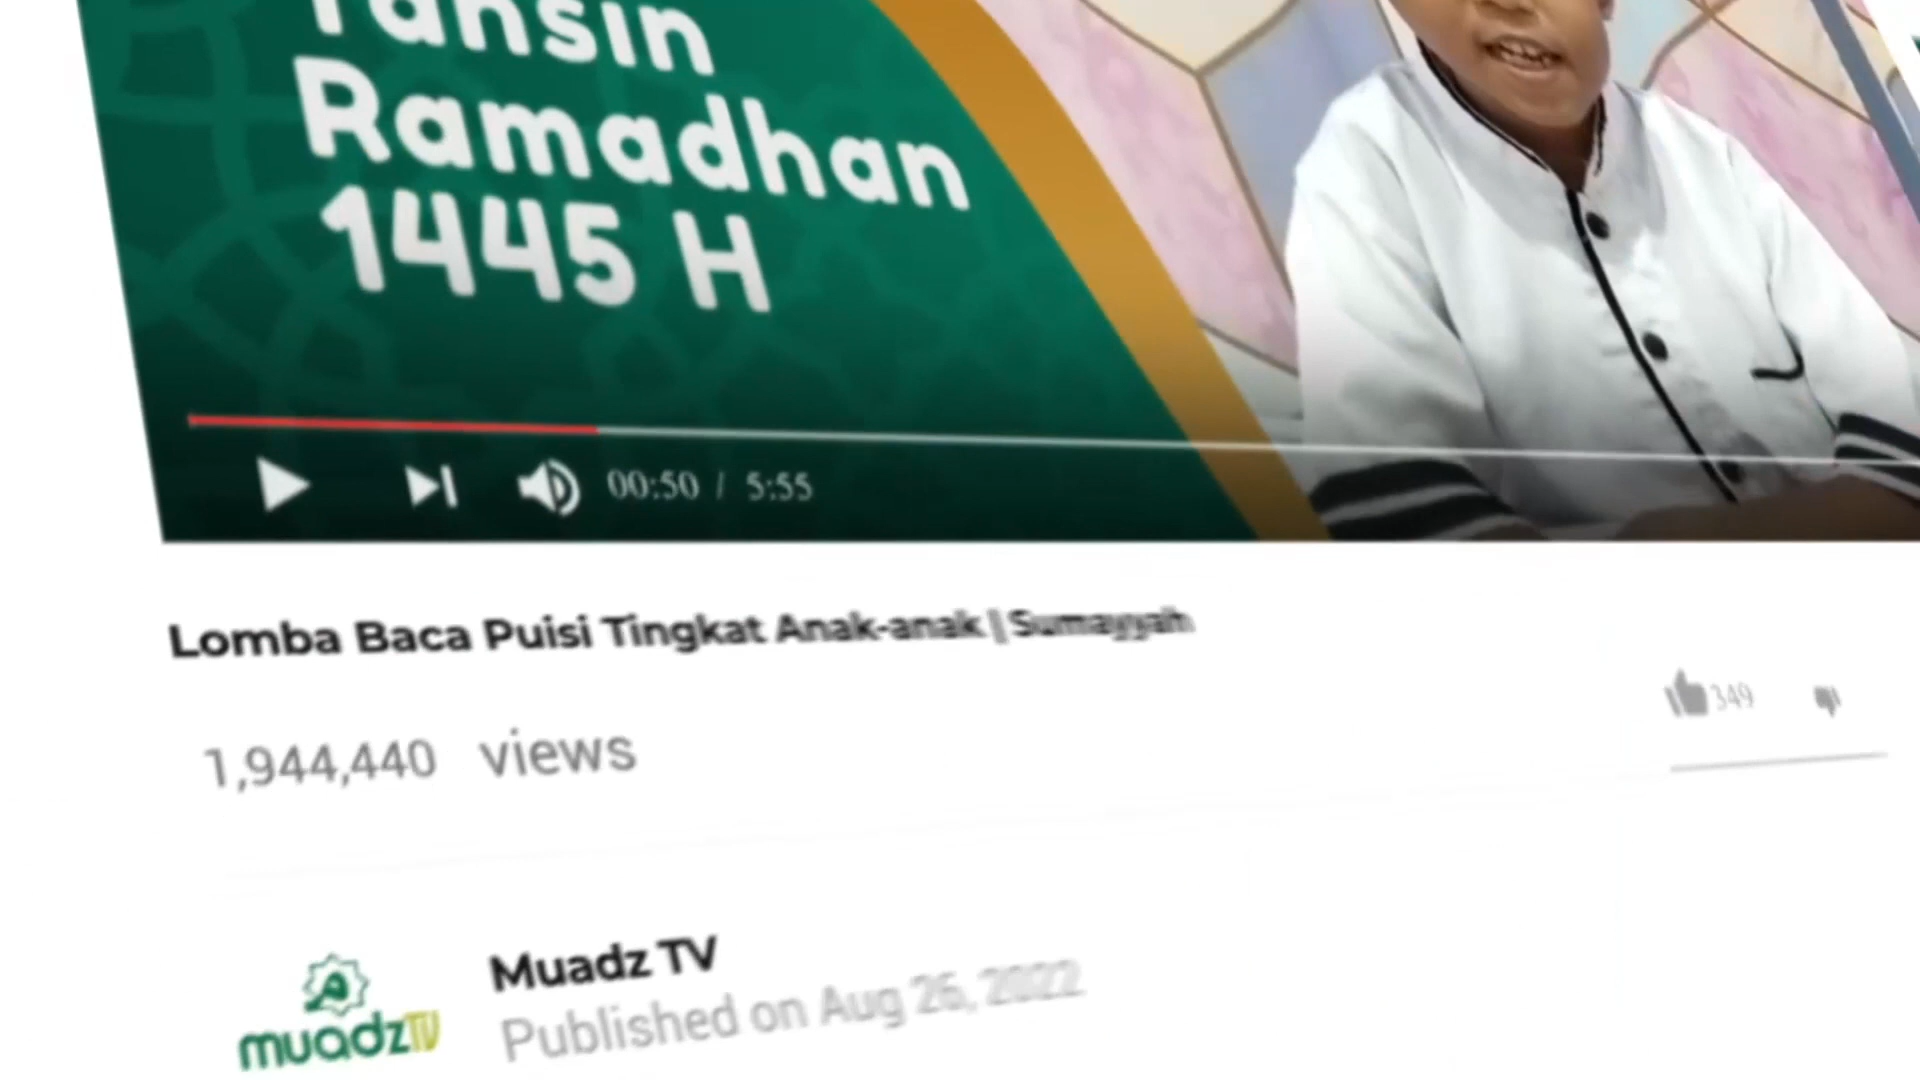 Tahsin
Ramadhan
1445 H
00:50 / 5:55
Lomba Baca Puisi Tingkat Anak-anak | Sumayyah
349
1,944,440 views
Muadz TV
Published on Aug 26, 2022
muadzTV